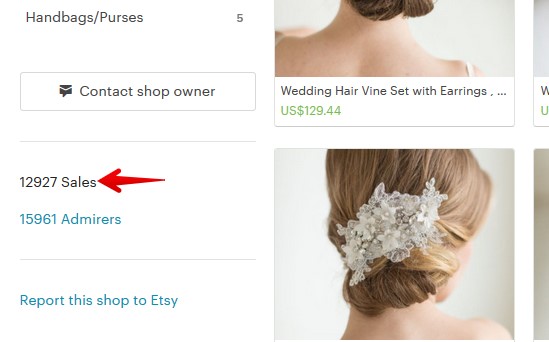 Handbags/Purses 5
Contact shop owner
12927 Sales
15961 Admirers
Report this shop to Etsy
Wedding Hair Vine Set with Earrings , ...
US$129.44
W
U